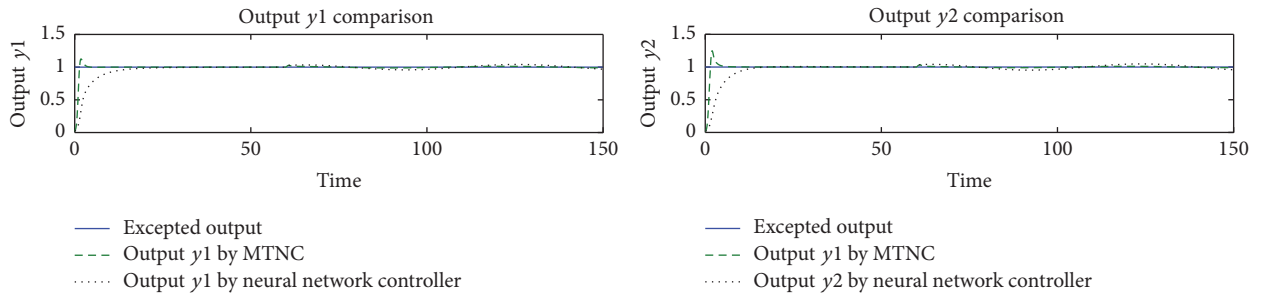 Output y1 comparison
Output y1
1.5
1
0.5
0
0
50
100
150
Time
Excepted output
Output y1 by MTNC
Output y1 by neural network controller
Output y2 comparison
Output y2
1.5
1
0.5
0
0
50
100
150
Time
Excepted output
Output y1 by MTNC
Output y2 by neural network controller